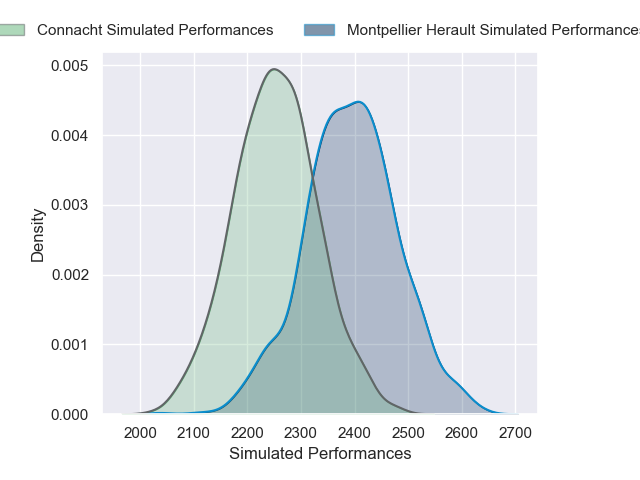 Connacht Simulated Performances
Montpellier Herault Simulated Performances
0.005
0.004
0.003
0.002
0.001
0.000
Density
2000 2100 2200 2300 2400 2500 2600 2700
Simulated Performances